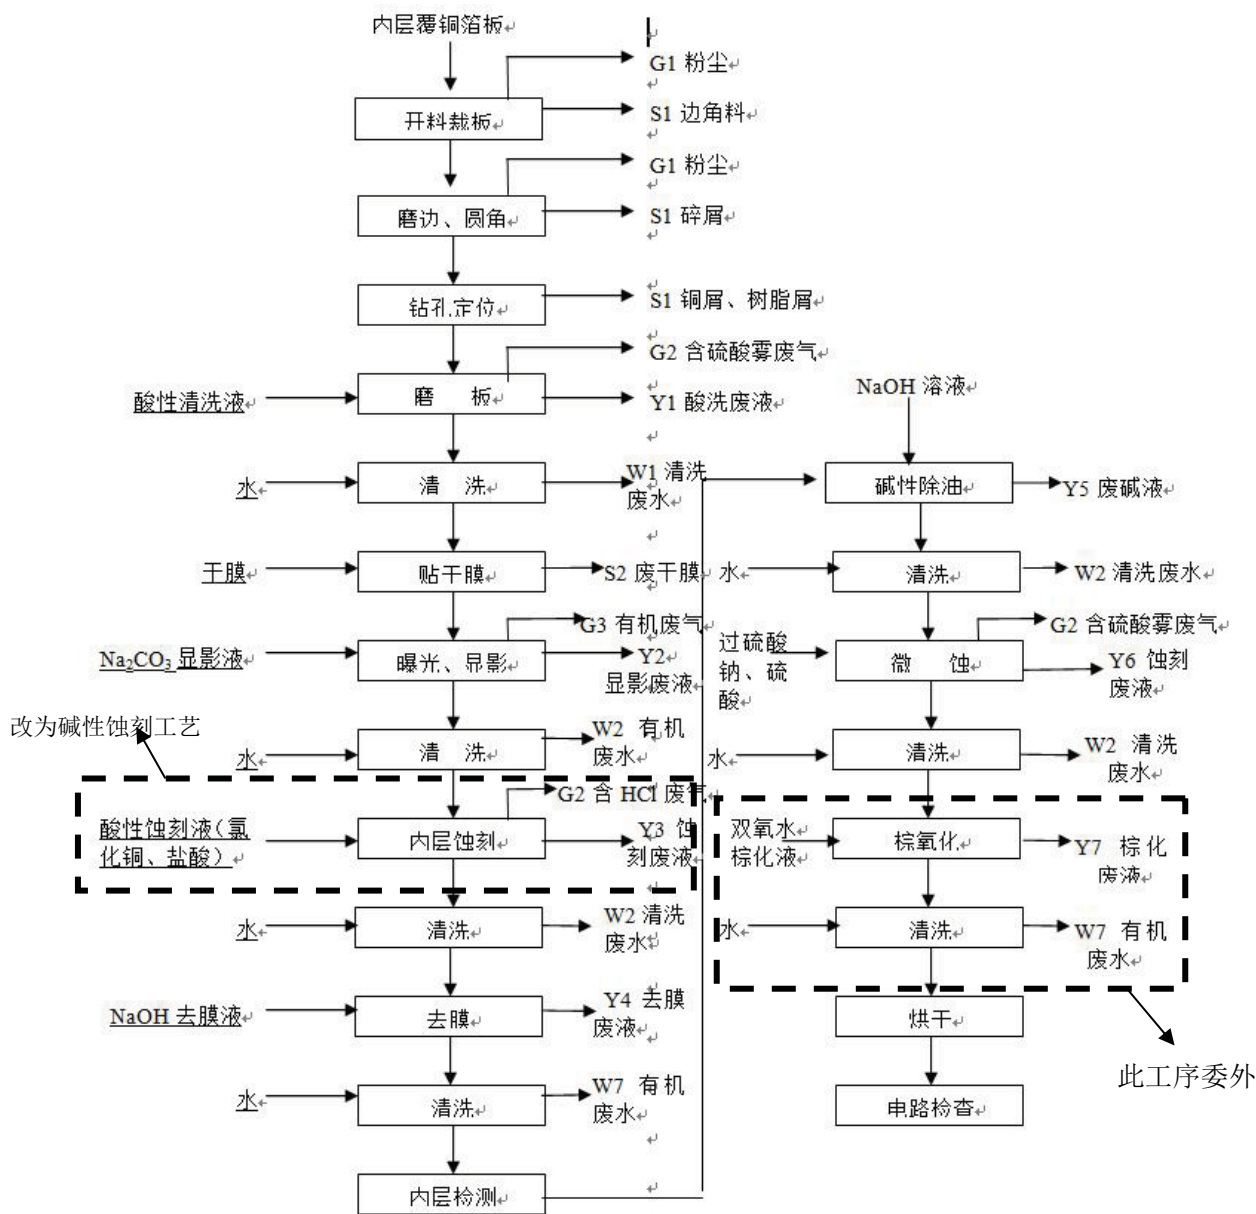 内层覆铜箔板
G1 粉尘
开料裁板
S1 边角料
G1 粉尘
磨边、圆角
S1 碎屑
钻孔定位
S1 铜屑、树脂屑
G2 含硫酸雾废气
酸性清洗液
磨 板
Y1 酸洗废液
水
清 洗
W1 清洗
废水
干膜
贴干膜
S2 废干膜
G3 有机废气
Na₂CO₃ 显影液
曝光、显影
Y2
显影废液
改为碱性蚀刻工艺
水
清 洗
W2 有机
废水
G2 含 HCl 废气
酸性蚀刻液（氯
化铜、盐酸）
内层蚀刻
Y3 蚀
刻废液
水
清洗
W2 清洗
废水
NaOH 去膜液
去膜
Y4 去膜
废液
水
清洗
W7 有机
废水
内层检测
NaOH 溶液
碱性除油
Y5 废碱液
水
清洗
W2 清洗废水
G2 含硫酸雾废气
过硫酸
钠、硫
酸
微 蚀
Y6 蚀刻
废液
水
清洗
W2 清洗
废水
双氧水
棕化液
棕氧化
Y7 棕化
废液
水
清洗
W7 有机
废水
烘干
此工序委外
电路检查